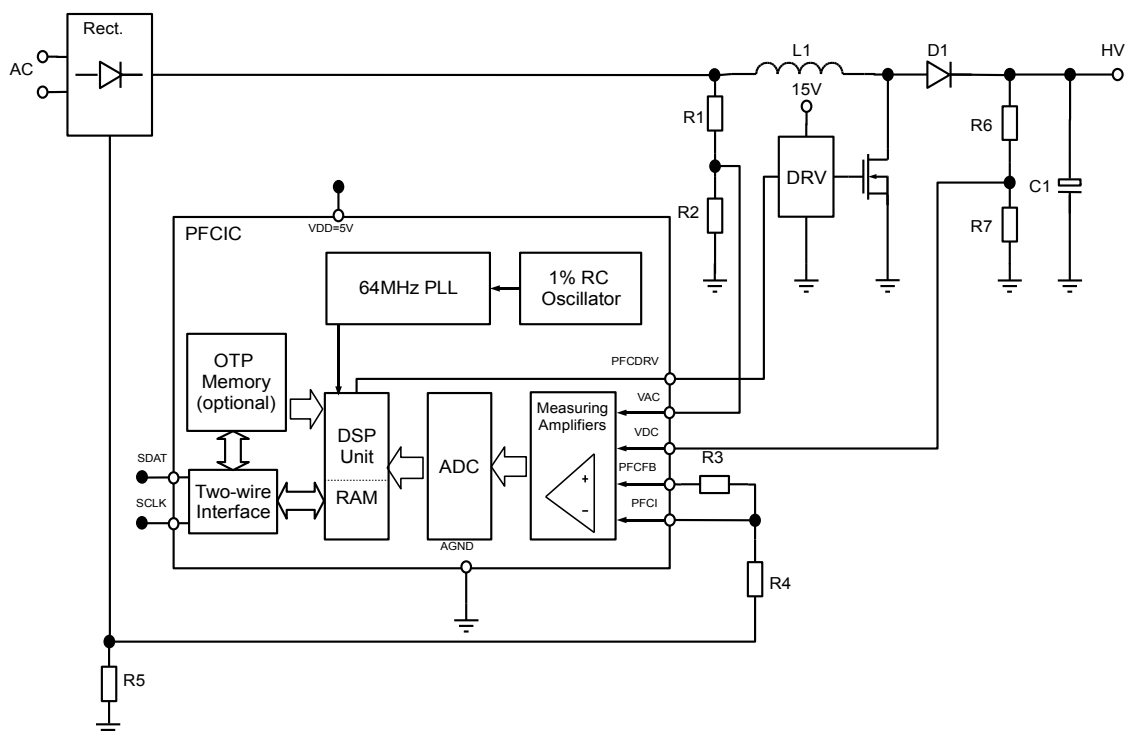 Rect.
AC
L1
D1
HV
15V
R1
R6
DRV
C1
R2
R7
VDD=5V
PFCIC
64MHz PLL
1% RC
Oscillator
OTP
Memory
(optional)
PFCDRV
VAC
Measuring
Amplifiers
VDC
DSP
Unit
ADC
R3
PFCFB
SDAT
+
Two-wire
Interface
RAM
SCLK
PFCI
−
AGND
R4
R5